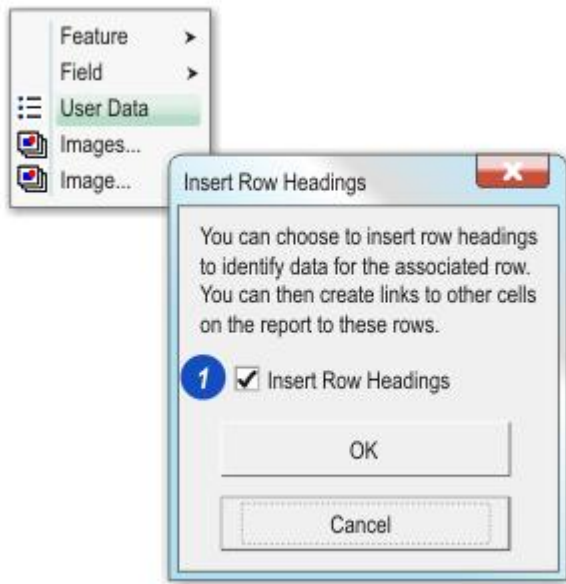 Feature
Field
User Data
Images...
Image...
Insert Row Headings
You can choose to insert row headings
to identify data for the associated row.
You can then create links to other cells
on the report to these rows.
1 Insert Row Headings
OK
Cancel